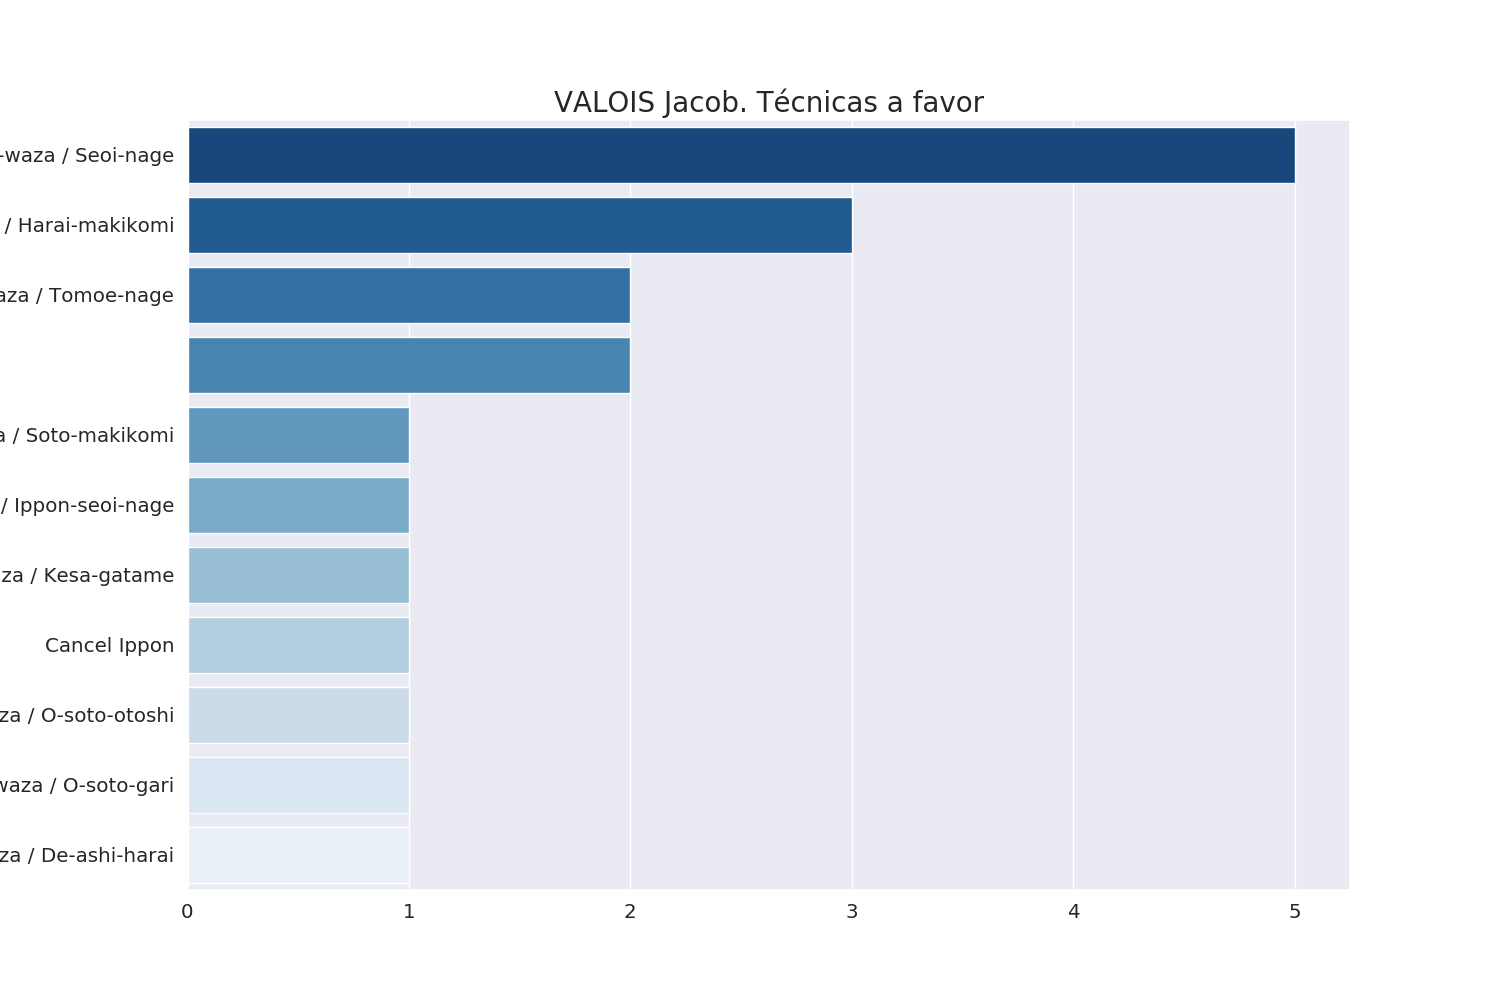 VALOIS Jacob. Técnicas a favor
-waza / Seoi-nage
/ Harai-makikomi
aza / Tomoe-nage
a / Soto-makikomi
/ Ippon-seoi-nage
za / Kesa-gatame
Cancel Ippon
za / O-soto-otoshi
waza / O-soto-gari
za / De-ashi-harai
0 1 2 3 4 5